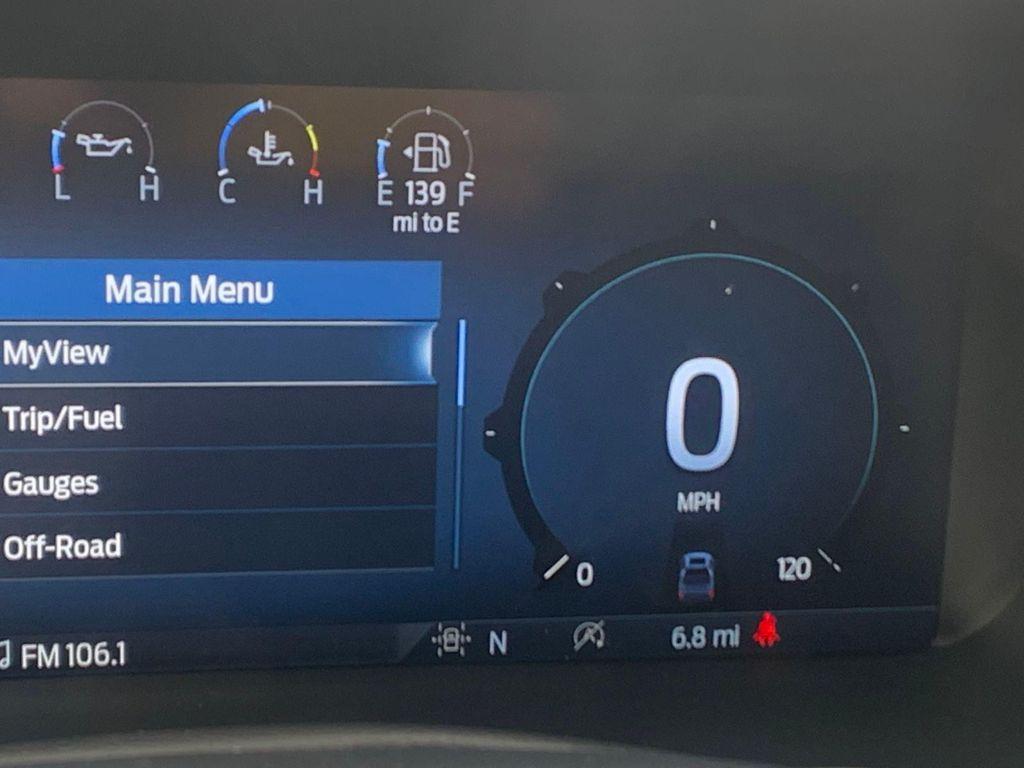 L H
C H
E 139 F
mi to E
Main Menu
MyView
Trip/Fuel
Gauges
Off-Road
0
MPH
0
120
FM 106.1
N
6.8 mi